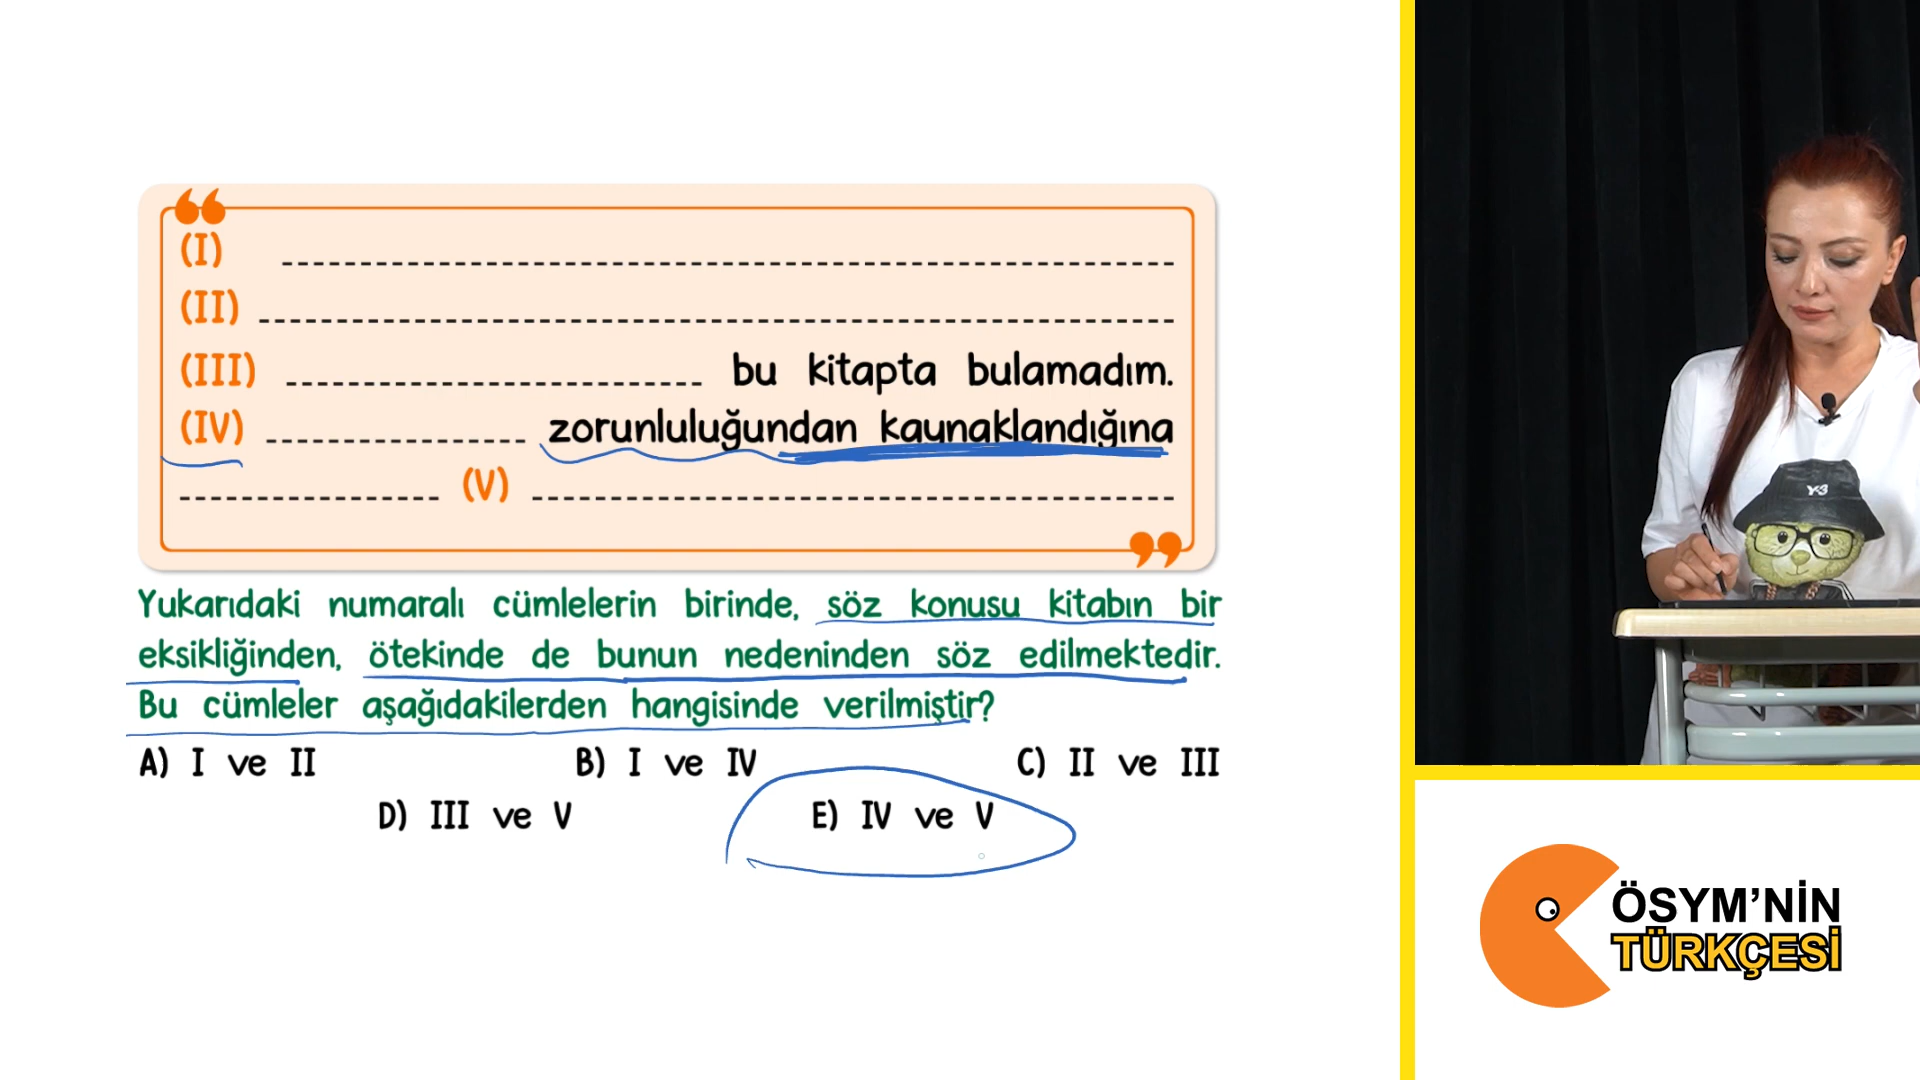 (I) ------------------------------
(II) ------------------------------
(III) --------------- bu kitapta bulamadım.
(IV) --------------- zorunluluğundan kaynaklandığına
--------------- (V) ------------------------------
Yukarıdaki numaralı cümlelerin birinde, söz konusu kitabın bir
eksikliğinden, ötekinde de bunun nedeninden söz edilmektedir.
Bu cümleler aşağıdakilerden hangisinde verilmiştir?
A) I ve II B) I ve IV C) II ve III
D) III ve V E) IV ve V
Y-3
ÖSYM'NİN
TÜRKÇESİ